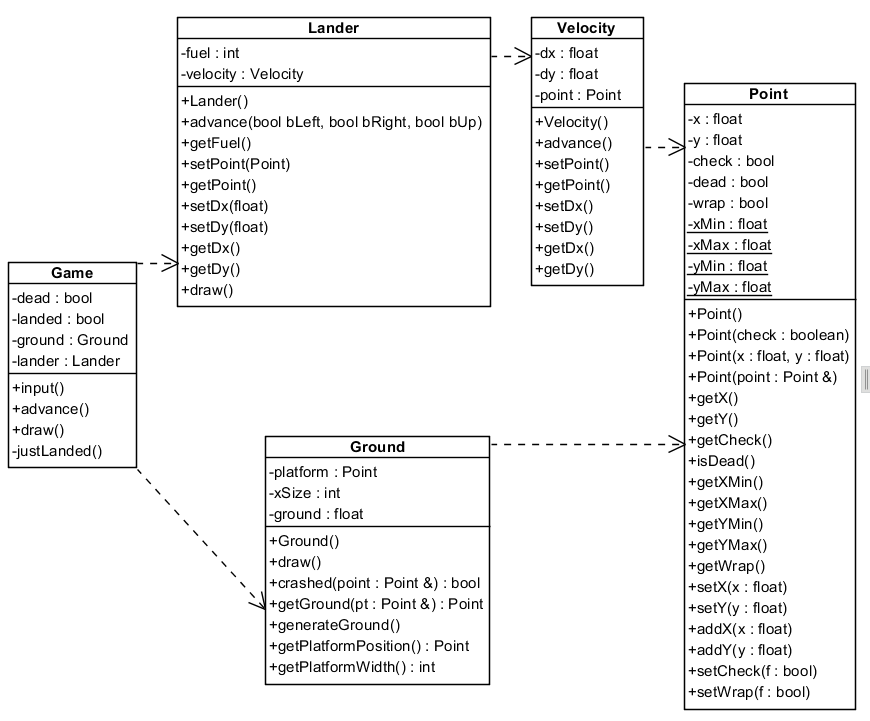 Lander
-fuel : int
-velocity : Velocity
+Lander()
+advance(bool bLeft, bool bRight, bool bUp)
+getFuel()
+setPoint(Point)
+getPoint()
+setDx(float)
+setDy(float)
+getDx()
+getDy()
+draw()
Velocity
-dx : float
-dy : float
-point : Point
+Velocity()
+advance()
+setPoint()
+getPoint()
+setDx()
+setDy()
+getDx()
+getDy()
Point
-x : float
-y : float
-check : bool
-dead : bool
-wrap : bool
-xMin : float
-xMax : float
-yMin : float
-yMax : float
+Point()
+Point(check : boolean)
+Point(x : float, y : float)
+Point(point : Point &)
+getX()
+getY()
+getCheck()
+isDead()
+getXMin()
+getXMax()
+getYMin()
+getYMax()
+getWrap()
+setX(x : float)
+setY(y : float)
+addX(x : float)
+addY(y : float)
+setCheck(f : bool)
+setWrap(f : bool)
Game
-dead : bool
-landed : bool
-ground : Ground
-lander : Lander
+input()
+advance()
+draw()
-justLanded()
Ground
-platform : Point
-xSize : int
-ground : float
+Ground()
+draw()
+crashed(point : Point &) : bool
+getGround(pt : Point &) : Point
+generateGround()
+getPlatformPosition() : Point
+getPlatformWidth() : int